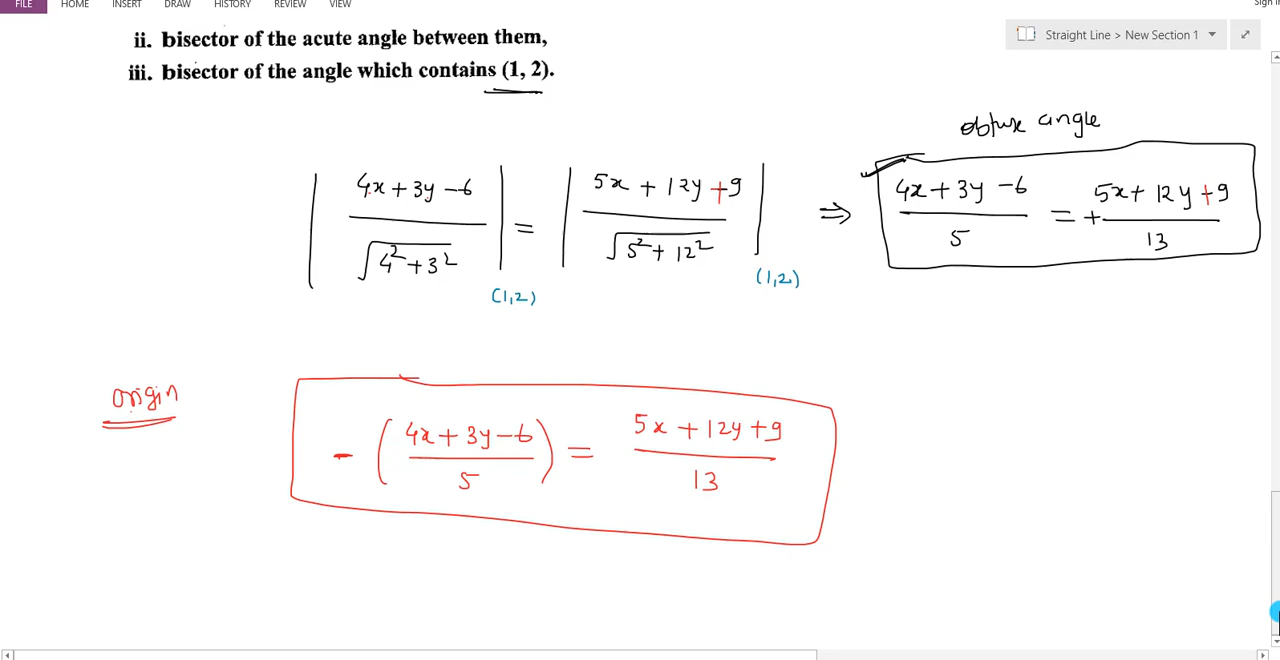 FILE HOME INSERT DRAW HISTORY REVIEW VIEW Sign i
Straight Line > New Section 1
ii. bisector of the acute angle between them,
iii. bisector of the angle which contains (1, 2).
obtuse angle
| (4x + 3y - 6) / √(4² + 3²) | = | (5x + 12y + 9) / √(5² + 12²) | ⇒ (4x + 3y - 6) / 5 = + (5x + 12y + 9) / 13
(1,2) (1,2)
origin
- ( (4x + 3y - 6) / 5 ) = (5x + 12y + 9) / 13